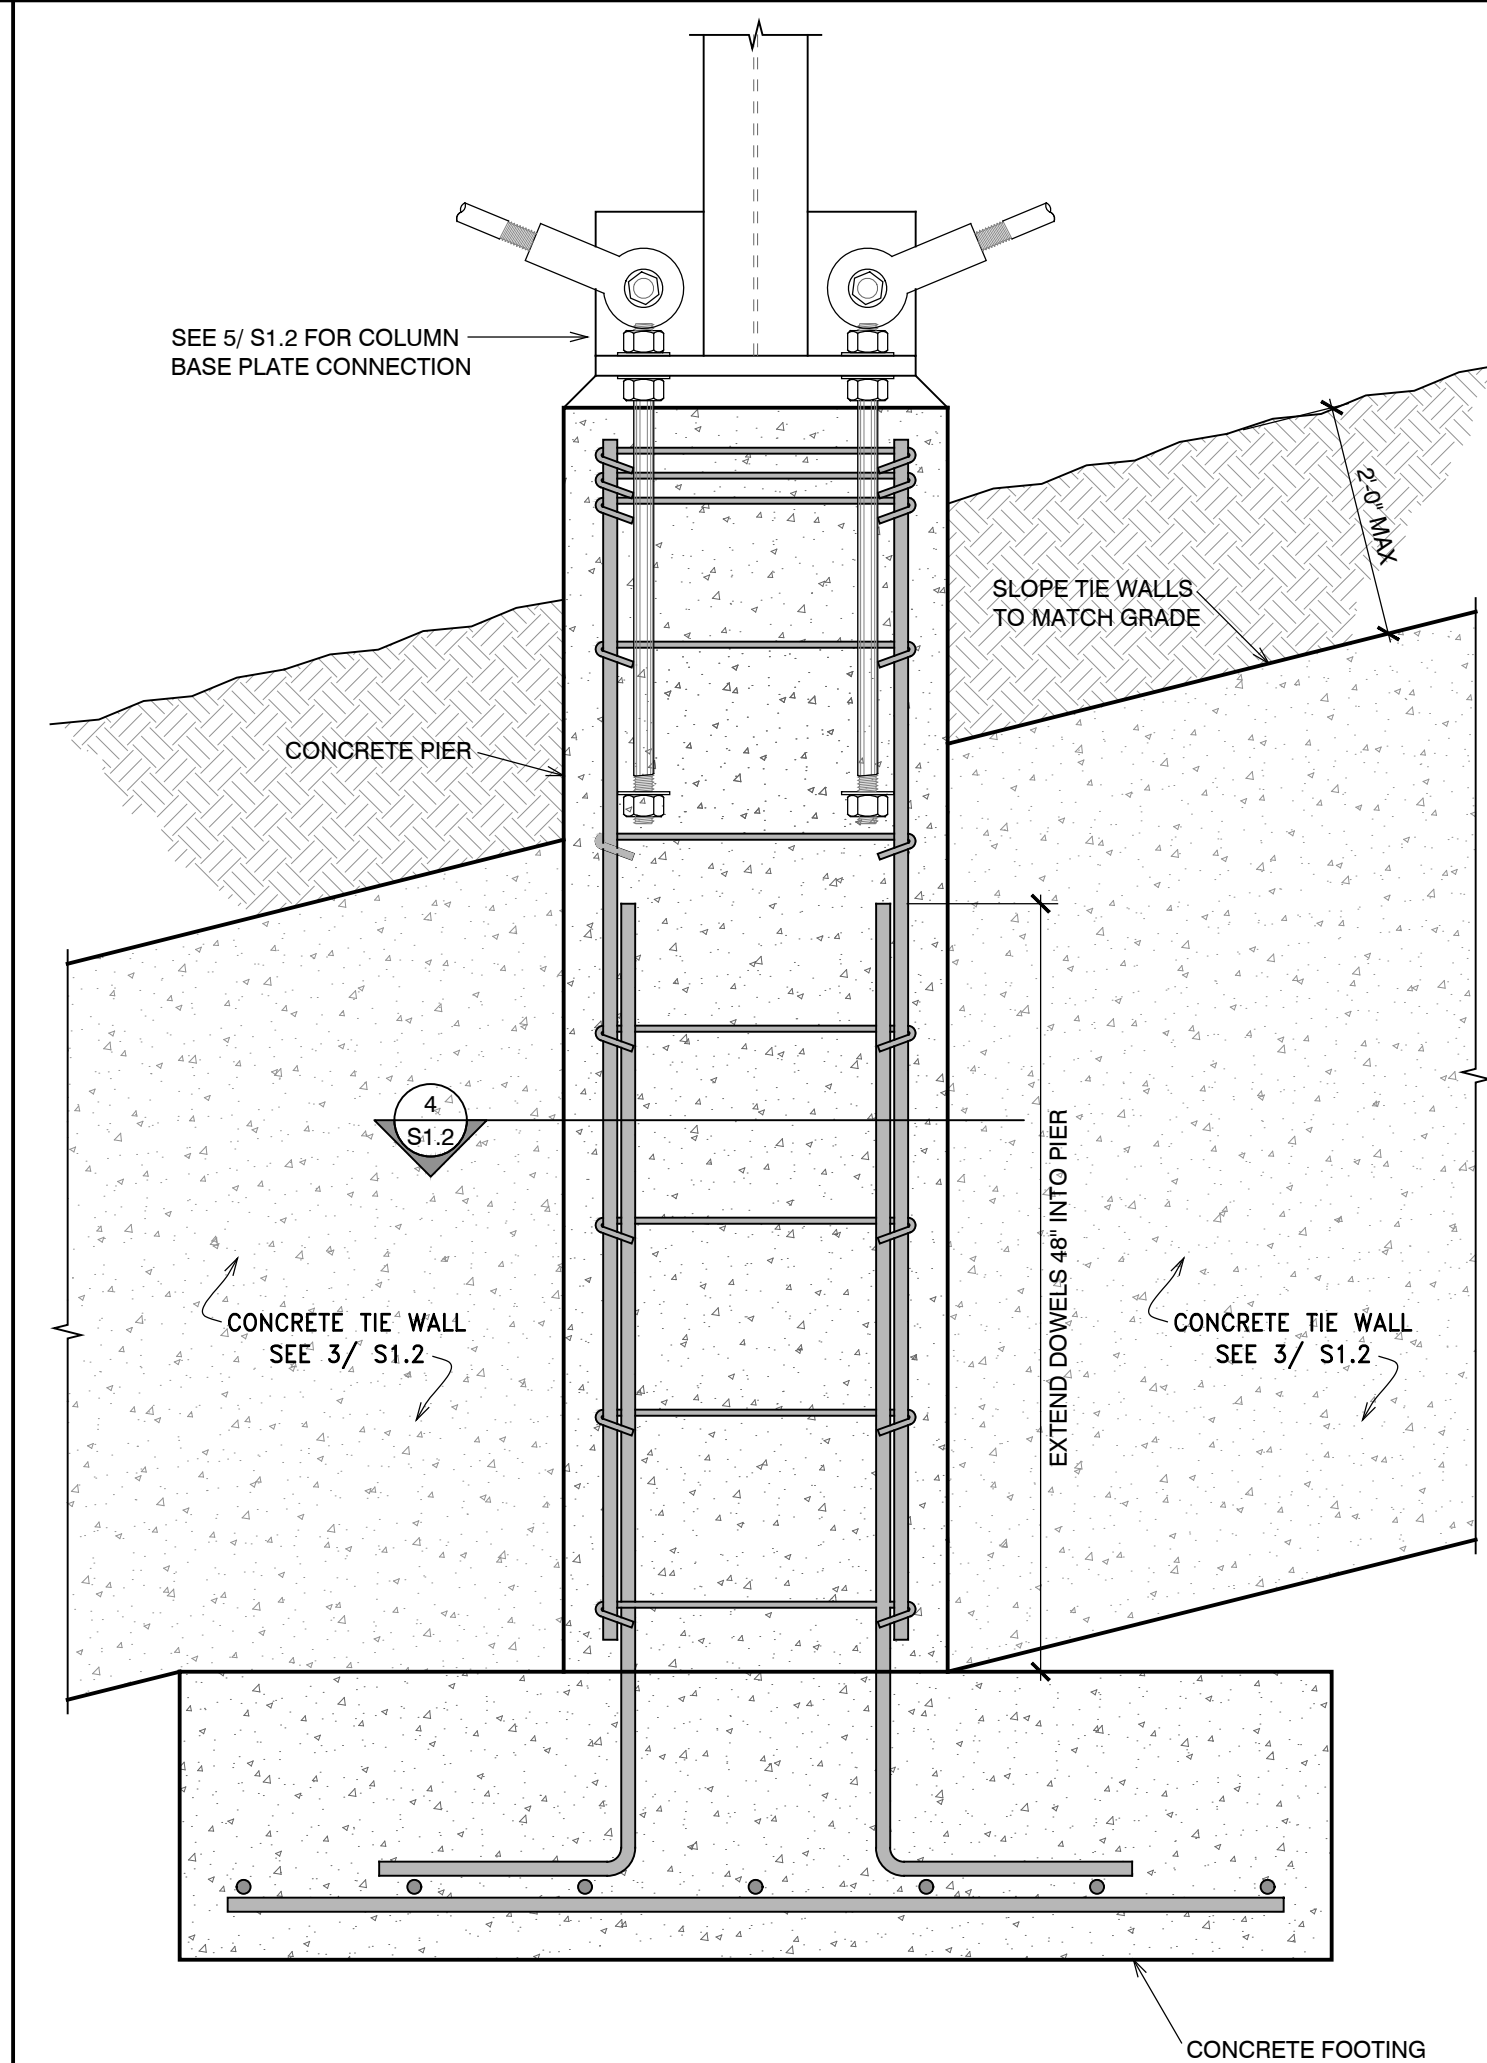 SEE 5/ S1.2 FOR COLUMN
BASE PLATE CONNECTION
2'-0" MAX
SLOPE TIE WALLS
TO MATCH GRADE
CONCRETE PIER
4
S1.2
EXTEND DOWELS 48" INTO PIER
CONCRETE TIE WALL
SEE 3/ S1.2
CONCRETE TIE WALL
SEE 3/ S1.2
CONCRETE FOOTING